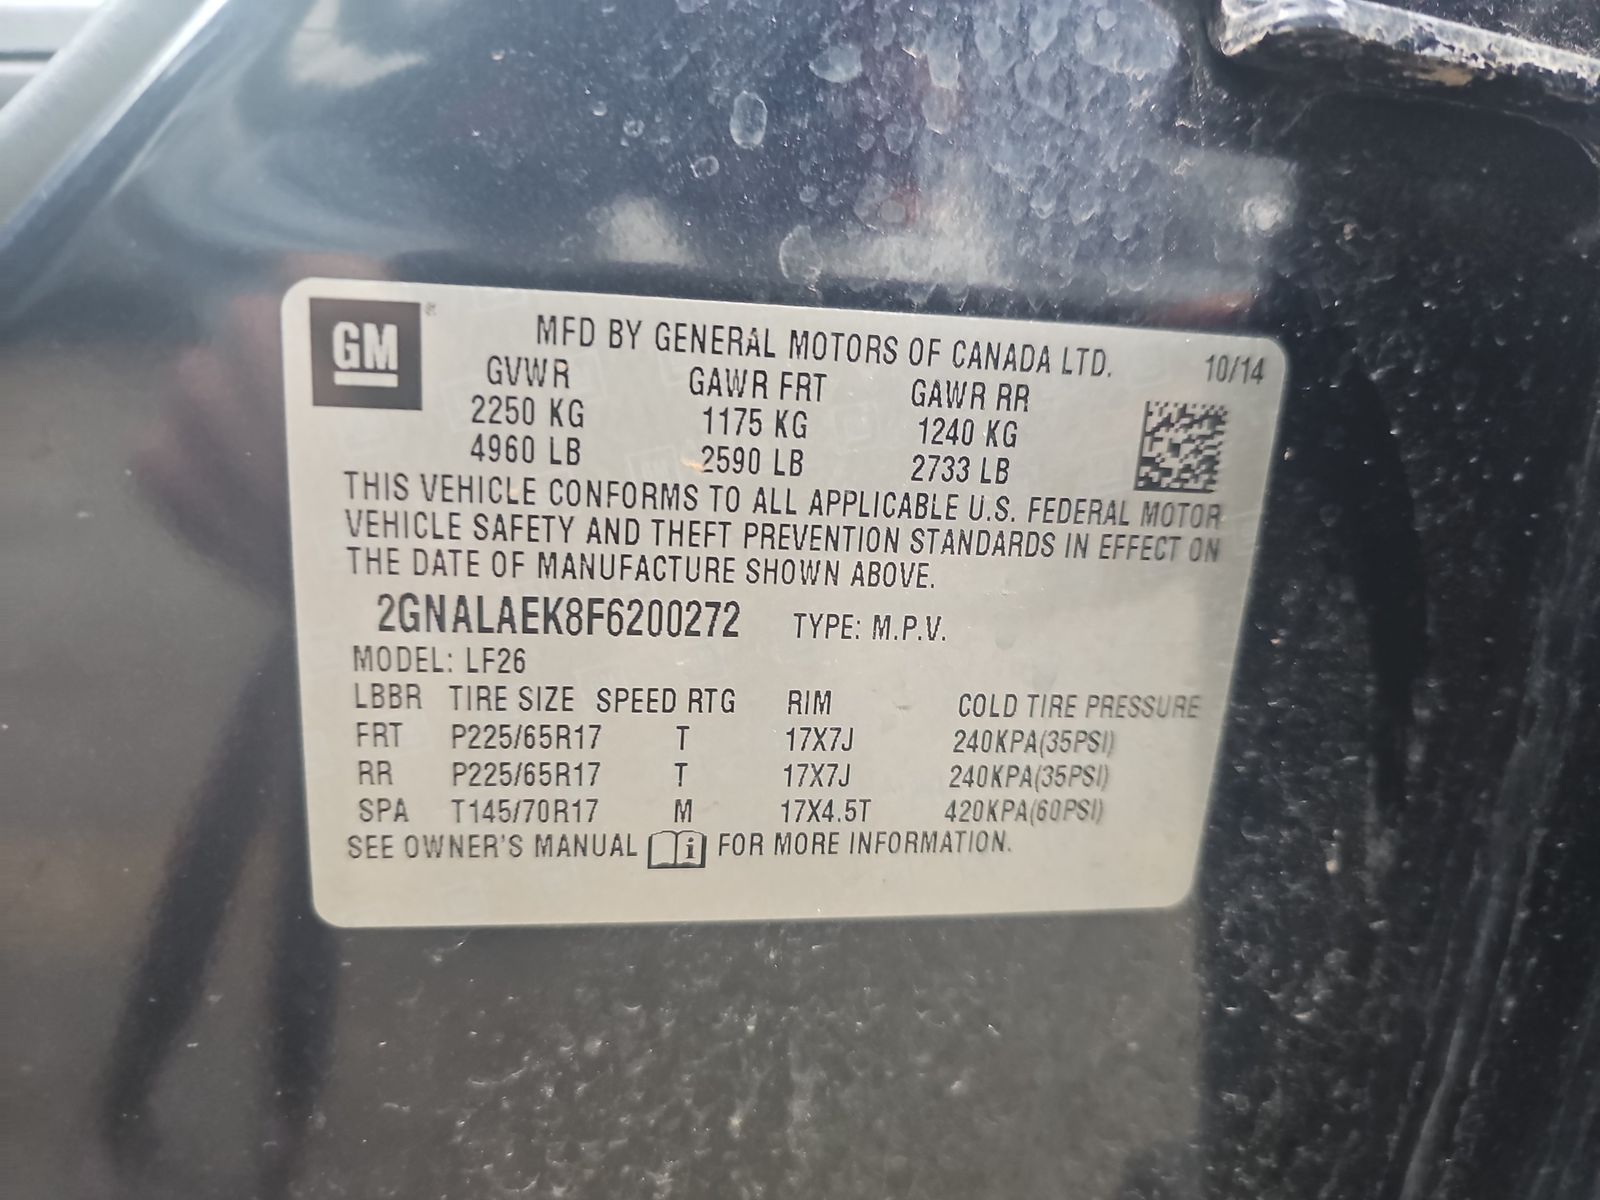 GM
MFD BY GENERAL MOTORS OF CANADA LTD.
10/14
GVWR GAWR FRT GAWR RR
2250 KG 1175 KG 1240 KG
4960 LB 2590 LB 2733 LB
THIS VEHICLE CONFORMS TO ALL APPLICABLE U.S. FEDERAL MOTOR
VEHICLE SAFETY AND THEFT PREVENTION STANDARDS IN EFFECT ON
THE DATE OF MANUFACTURE SHOWN ABOVE.
2GNALAEK8F6200272 TYPE: M.P.V.
MODEL: LF26
LBBR TIRE SIZE SPEED RTG RIM COLD TIRE PRESSURE
FRT P225/65R17 T 17X7J 240KPA(35PSI)
RR P225/65R17 T 17X7J 240KPA(35PSI)
SPA T145/70R17 M 17X4.5T 420KPA(60PSI)
SEE OWNER'S MANUAL i FOR MORE INFORMATION.